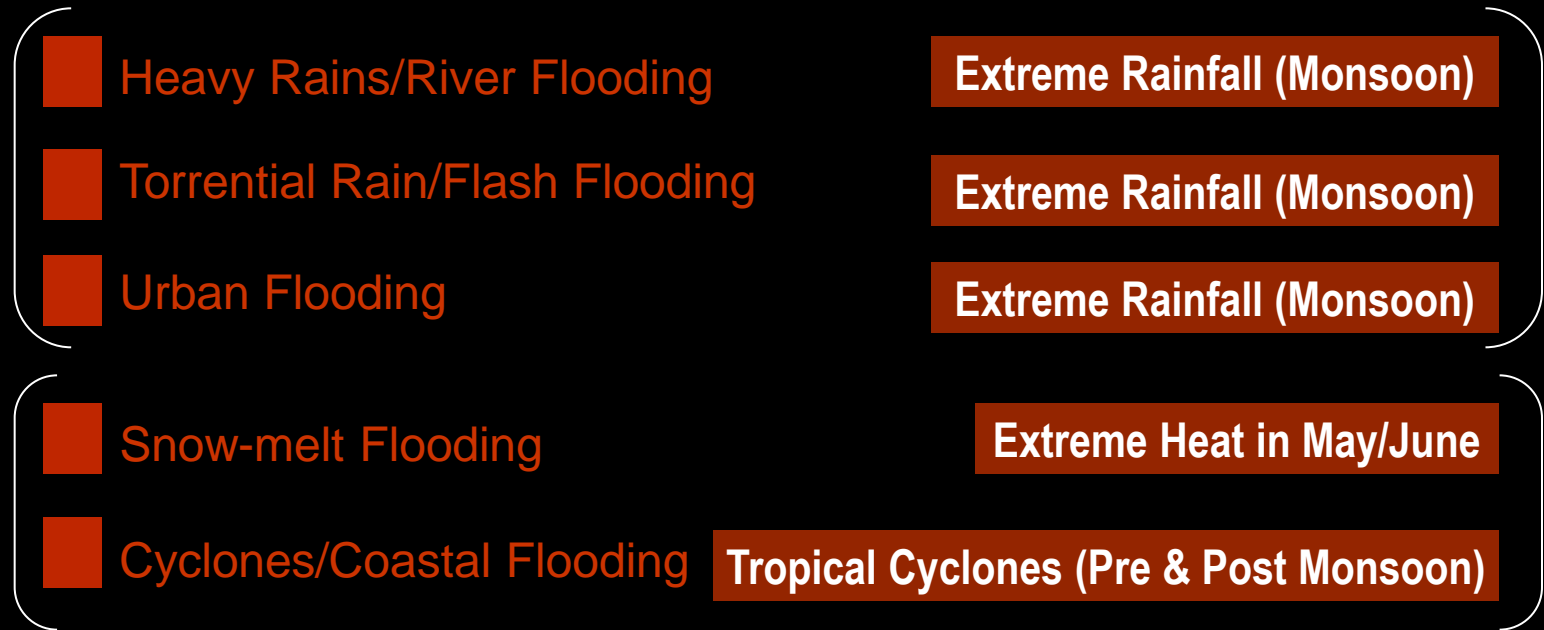 Heavy Rains/River Flooding
Extreme Rainfall (Monsoon)
Torrential Rain/Flash Flooding
Extreme Rainfall (Monsoon)
Urban Flooding
Extreme Rainfall (Monsoon)
Snow-melt Flooding
Extreme Heat in May/June
Cyclones/Coastal Flooding
Tropical Cyclones (Pre & Post Monsoon)